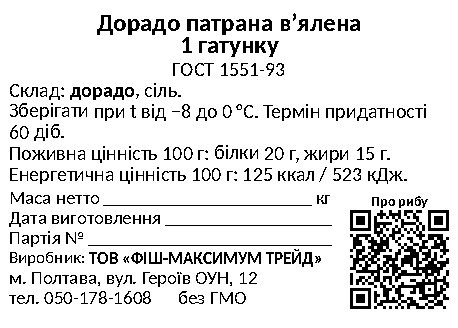 Дорадо патрана в’ялена
1 гатунку
ГОСТ 1551-93
Склад: дорадо, сіль.
Зберігати при t від −8 до 0 °C. Термін придатності
60 діб.
Поживна цінність 100 г: білки 20 г, жири 15 г.
Енергетична цінність 100 г: 125 ккал / 523 кДж.
Маса нетто ______________________ кг
Дата виготовлення __________________
Партія № __________________________
Виробник: ТОВ «ФІШ-МАКСИМУМ ТРЕЙД»
м. Полтава, вул. Героїв ОУН, 12
тел. 050-178-1608 без ГМО
Про рибу